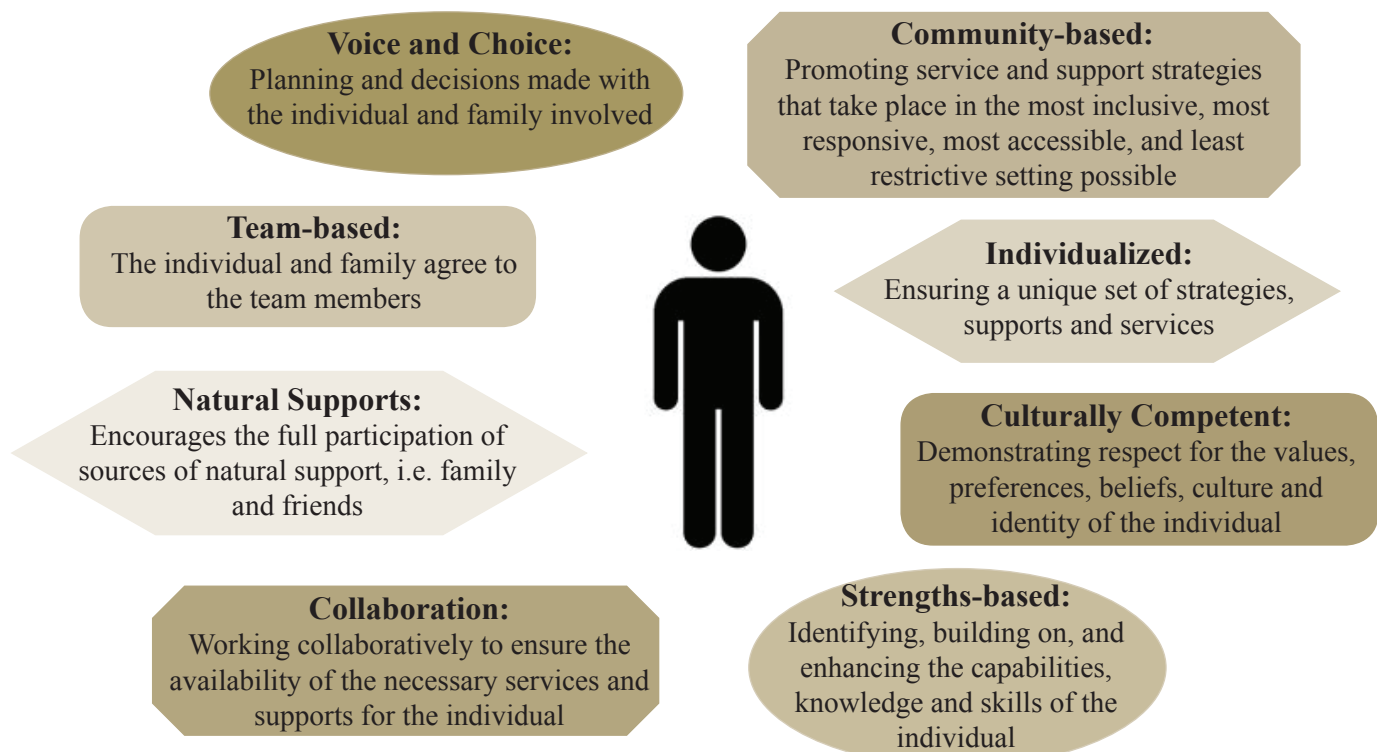 Voice and Choice:
Planning and decisions made with
the individual and family involved
Community-based:
Promoting service and support strategies
that take place in the most inclusive, most
responsive, most accessible, and least
restrictive setting possible
Team-based:
The individual and family agree to
the team members
Individualized:
Ensuring a unique set of strategies,
supports and services
Natural Supports:
Encourages the full participation of
sources of natural support, i.e. family
and friends
Culturally Competent:
Demonstrating respect for the values,
preferences, beliefs, culture and
identity of the individual
Collaboration:
Working collaboratively to ensure the
availability of the necessary services and
supports for the individual
Strengths-based:
Identifying, building on, and
enhancing the capabilities,
knowledge and skills of the
individual